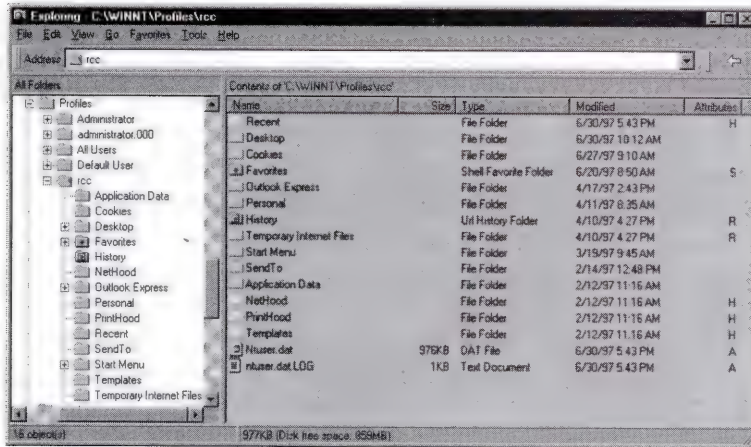 Exploring - C:\WINNT\Profiles\rcc
File Edit View Go Favorites Tools Help
Address rcc
All Folders
Contents of 'C:\WINNT\Profiles\rcc'
Profiles
Administrator
administrator.000
All Users
Default User
rcc
Application Data
Cookies
Desktop
Favorites
History
NetHood
Outlook Express
Personal
PrintHood
Recent
SendTo
Start Menu
Templates
Temporary Internet Files
Name Size Type Modified Attributes
Recent File Folder 6/30/97 5:43 PM H
Desktop File Folder 6/30/97 10:12 AM
Cookies File Folder 6/27/97 9:10 AM
Favorites Shell Favorite Folder 6/20/97 8:50 AM S
Outlook Express File Folder 4/17/97 2:43 PM
Personal File Folder 4/11/97 8:35 AM
History Url History Folder 4/10/97 4:27 PM R
Temporary Internet Files File Folder 4/10/97 4:27 PM R
Start Menu File Folder 3/19/97 9:45 AM
SendTo File Folder 2/14/97 12:48 PM
Application Data File Folder 2/12/97 11:16 AM
NetHood File Folder 2/12/97 11:16 AM H
PrintHood File Folder 2/12/97 11:16 AM H
Templates File Folder 2/12/97 11:16 AM H
Ntuser.dat 976KB DAT File 6/30/97 5:43 PM A
ntuser.dat.LOG 1KB Text Document 6/30/97 5:43 PM A
16 object(s)
977KB (Disk free space: 859MB)